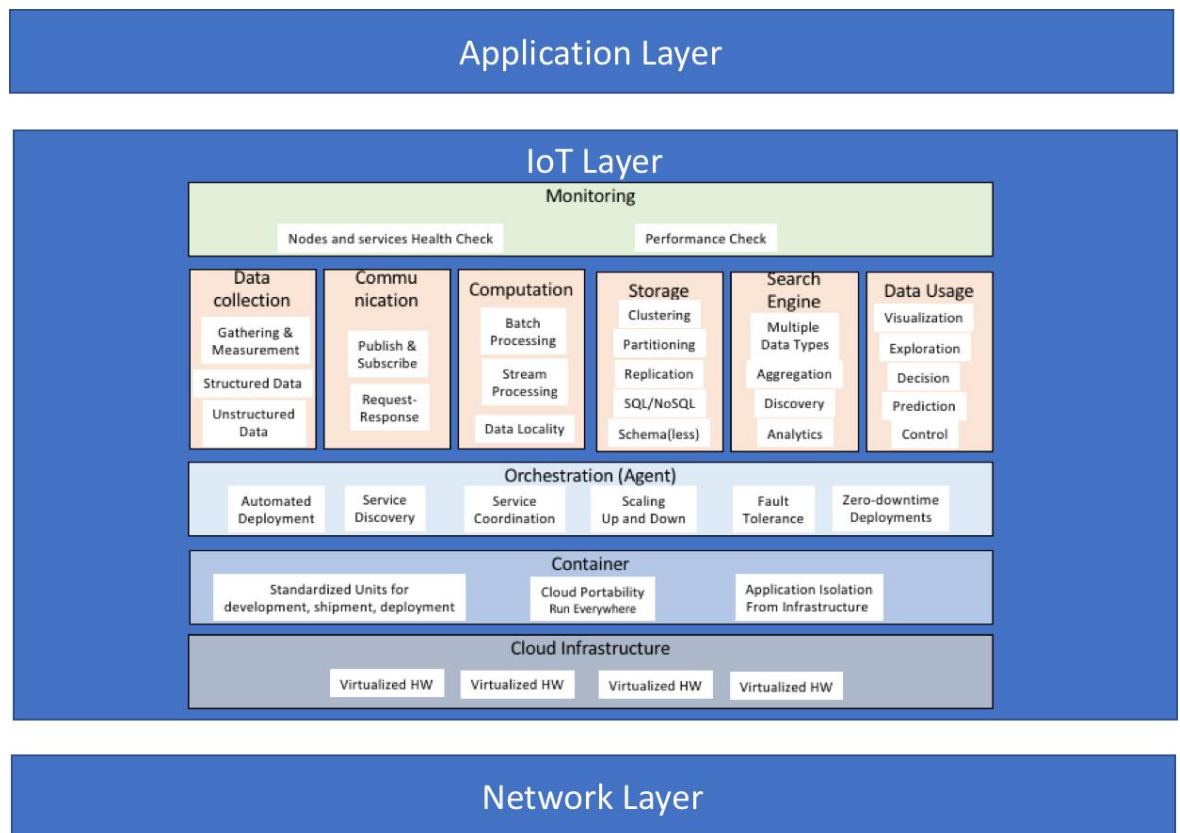 Application Layer
IoT Layer
Monitoring
Nodes and services Health Check
Performance Check
Data
collection
Gathering &
Measurement
Structured Data
Unstructured
Data
Commu
nication
Publish &
Subscribe
Request-
Response
Computation
Batch
Processing
Stream
Processing
Data Locality
Storage
Clustering
Partitioning
Replication
SQL/NoSQL
Schema(less)
Search
Engine
Multiple
Data Types
Aggregation
Discovery
Analytics
Data Usage
Visualization
Exploration
Decision
Prediction
Control
Orchestration (Agent)
Automated
Deployment
Service
Discovery
Service
Coordination
Scaling
Up and Down
Fault
Tolerance
Zero-downtime
Deployments
Container
Standardized Units for
development, shipment, deployment
Cloud Portability
Run Everywhere
Application Isolation
From Infrastructure
Cloud Infrastructure
Virtualized HW
Virtualized HW
Virtualized HW
Virtualized HW
Network Layer